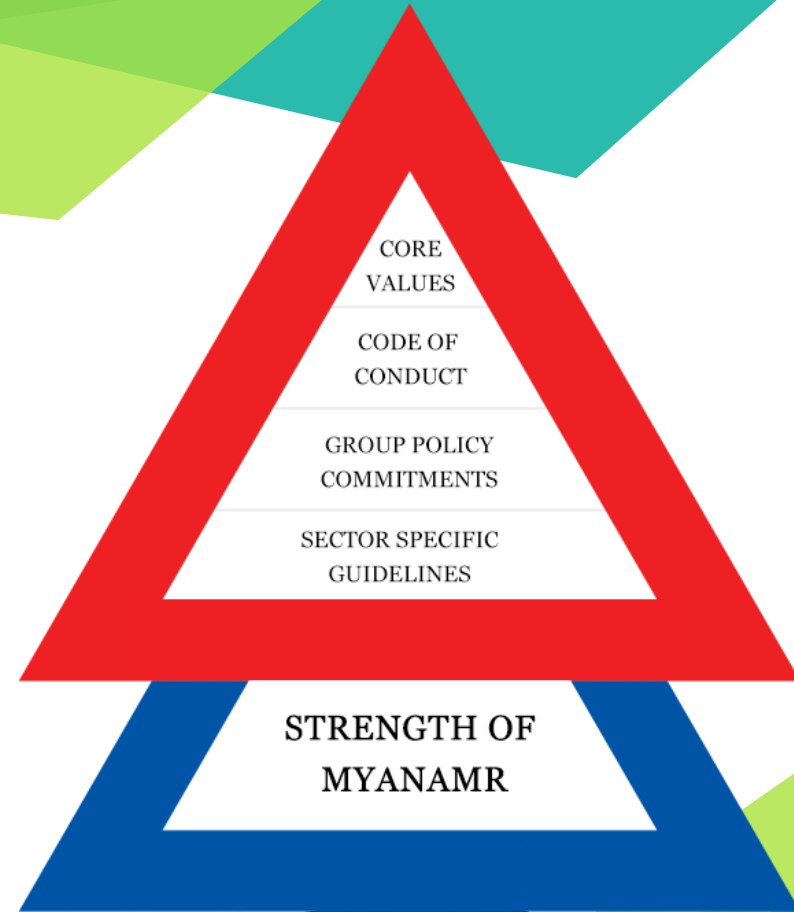 CORE
VALUES
CODE OF
CONDUCT
GROUP POLICY
COMMITMENTS
SECTOR SPECIFIC
GUIDELINES
STRENGTH OF
MYANAMR